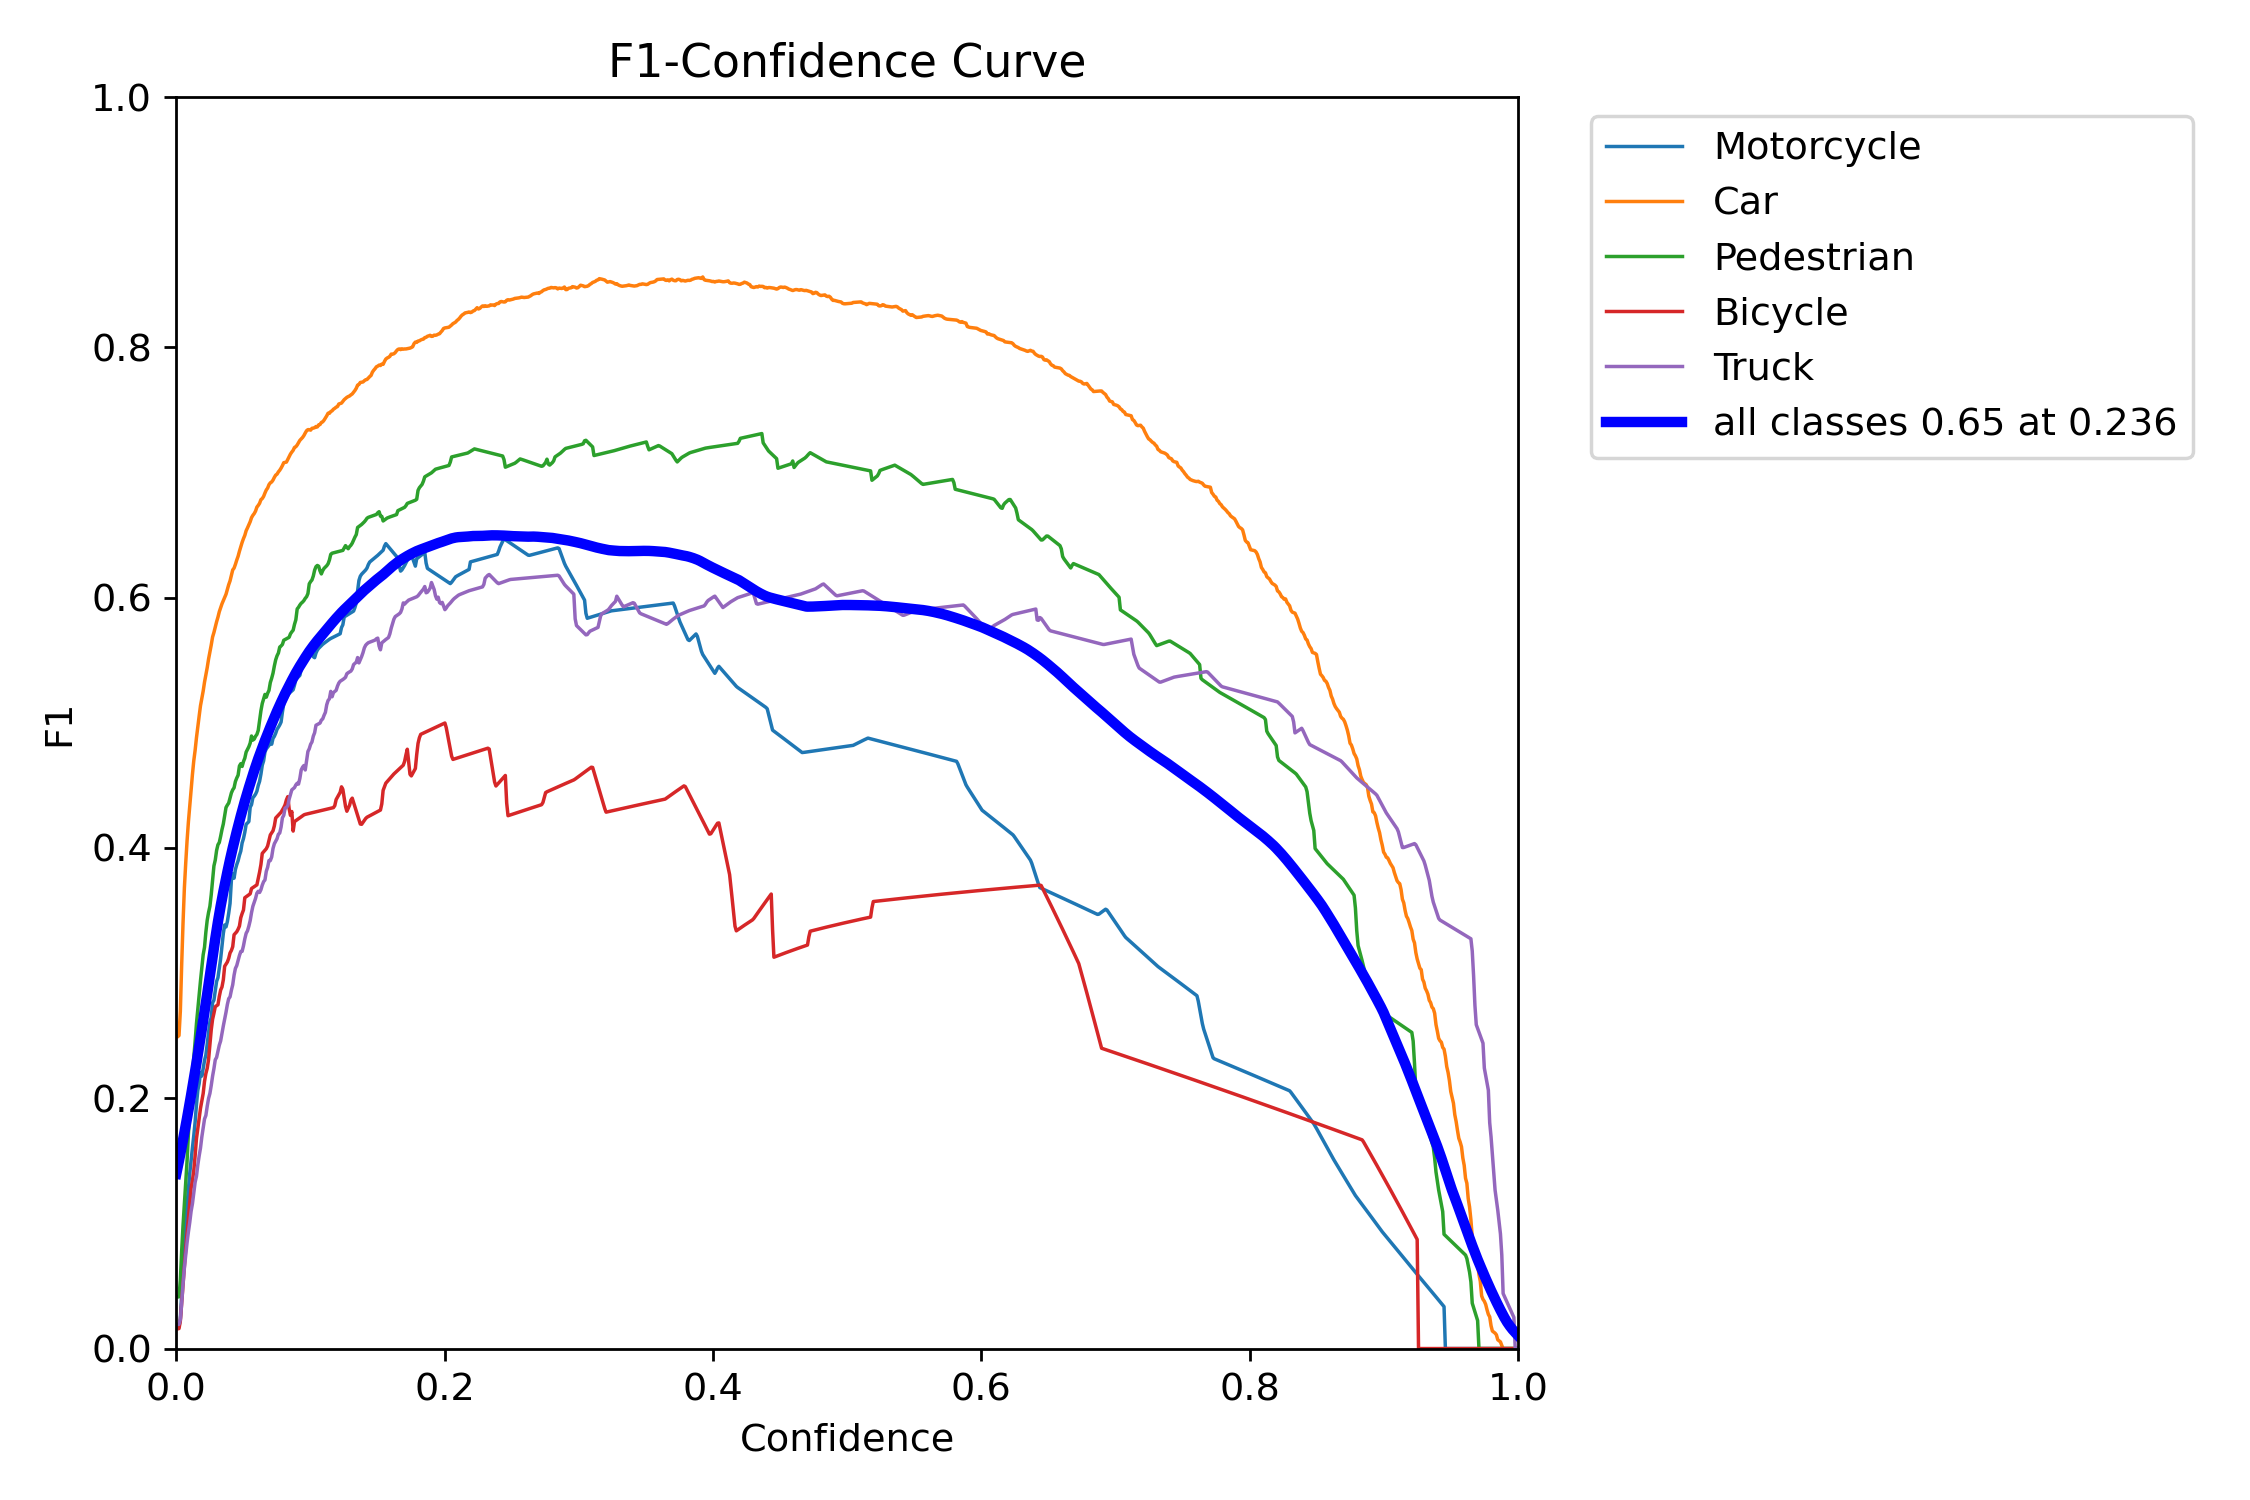 F1-Confidence Curve
1.0
0.8
0.6
0.4
0.2
0.0
F1
0.0 0.2 0.4 0.6 0.8 1.0
Confidence
Motorcycle
Car
Pedestrian
Bicycle
Truck
all classes 0.65 at 0.236